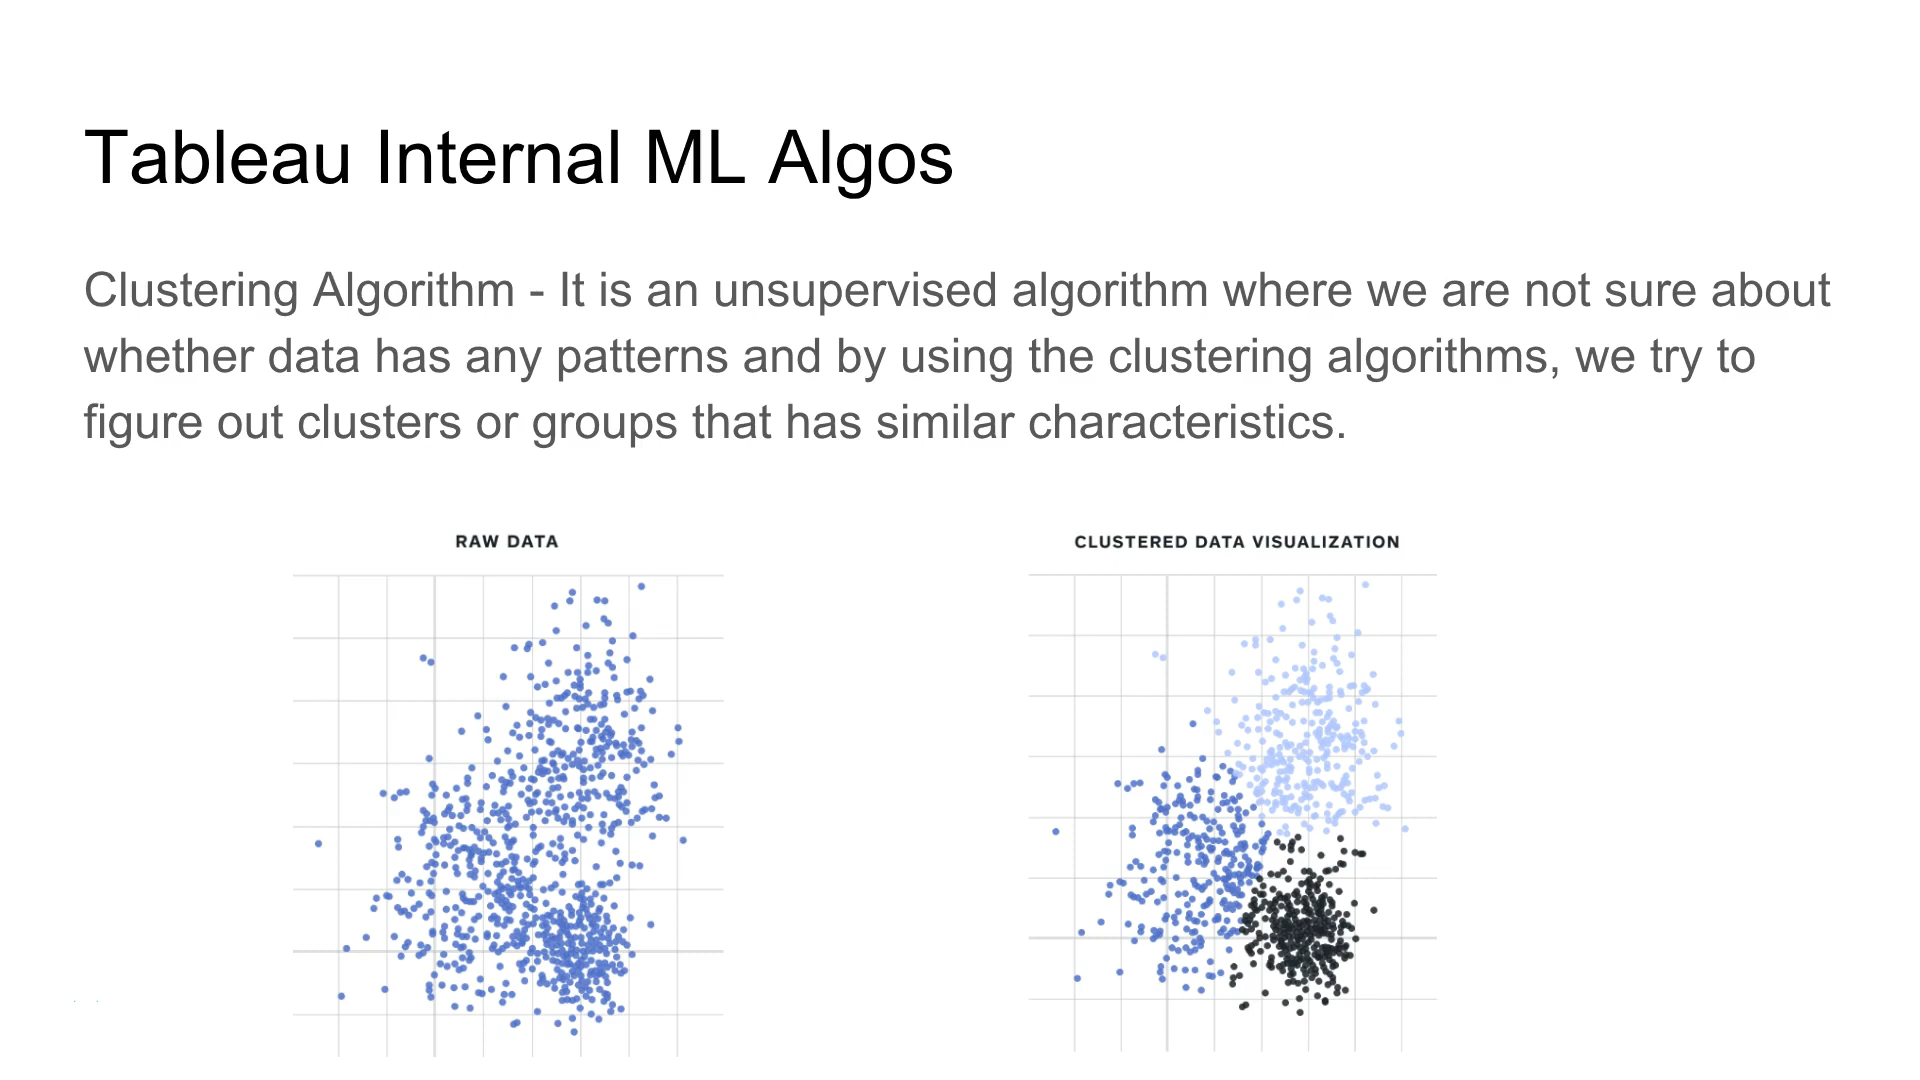 Tableau Internal ML Algos
Clustering Algorithm - It is an unsupervised algorithm where we are not sure about
whether data has any patterns and by using the clustering algorithms, we try to
figure out clusters or groups that has similar characteristics.
RAW DATA
CLUSTERED DATA VISUALIZATION